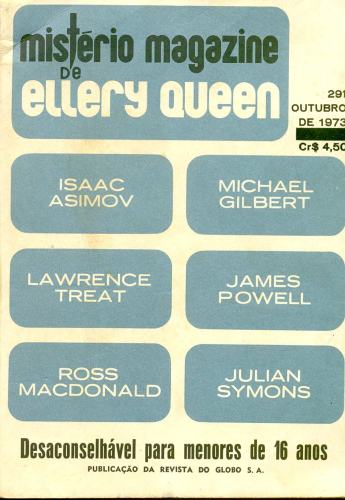 mistério magazine
de
ellery queen
291
OUTUBRO
DE 1973
Cr$ 4,50
ISAAC
ASIMOV
MICHAEL
GILBERT
LAWRENCE
TREAT
JAMES
POWELL
ROSS
MACDONALD
JULIAN
SYMONS
Desaconselhável para menores de 16 anos
PUBLICAÇÃO DA REVISTA DO GLOBO S. A.